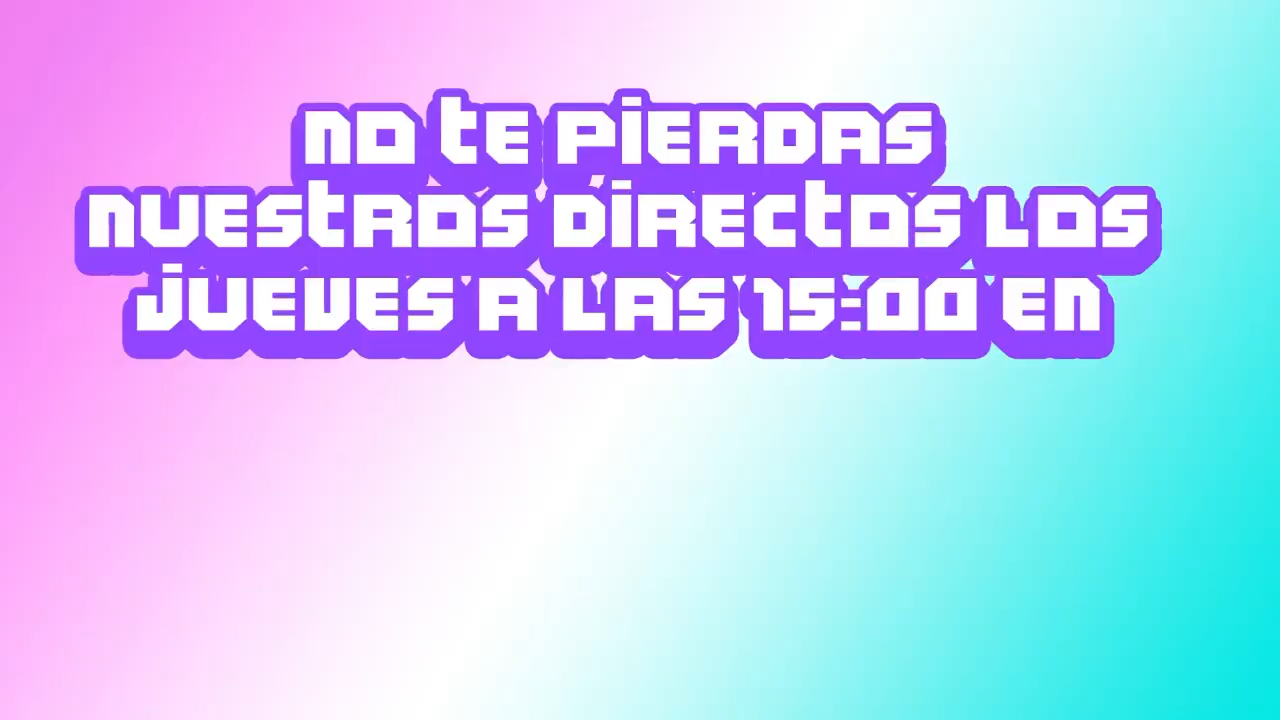 NO TE PIERDAS
NUESTROS DIRECTOS LOS
JUEVES A LAS 15:00 EN